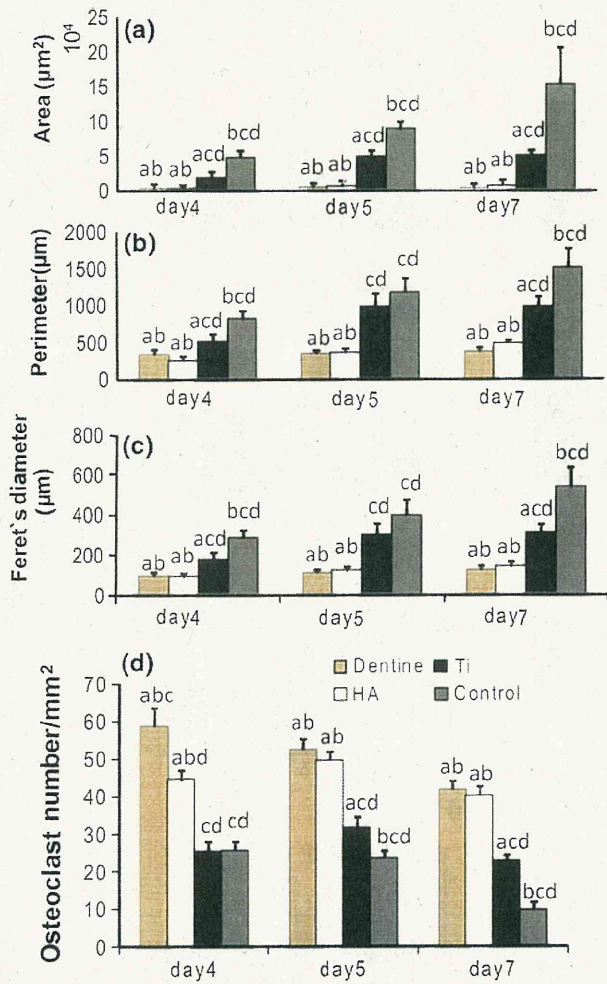 (a)
Area (µm²)
10⁴
25
20
15
10
5
0
ab ab acd bcd
ab ab acd bcd
ab ab acd bcd
day4 day5 day7
(b)
Perimeter(µm)
2000
1500
1000
500
0
ab ab acd bcd
ab ab cd cd
ab ab acd bcd
day4 day5 day7
(c)
Feret`s diameter
(µm)
800
600
400
200
0
ab ab acd bcd
ab ab cd cd
ab ab acd bcd
day4 day5 day7
(d)
Dentine Ti
HA Control
Osteoclast number/mm²
70
60
50
40
30
20
10
0
abc abd cd cd
ab ab acd bcd
ab ab acd bcd
day4 day5 day7